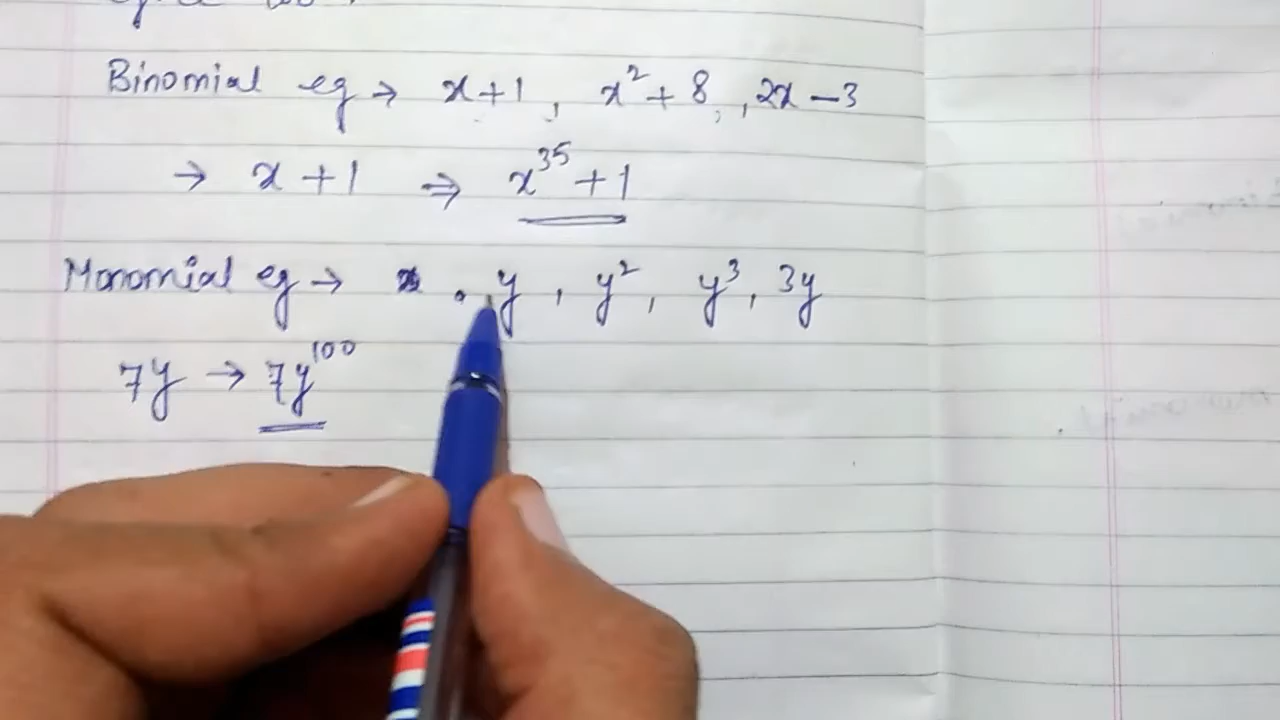 Binomial eg → x+1, x²+8, 2x-3
→ x+1 ⇒ x³⁵+1
Monomial eg → y, y², y³, 3y
7y → 7y¹⁰⁰